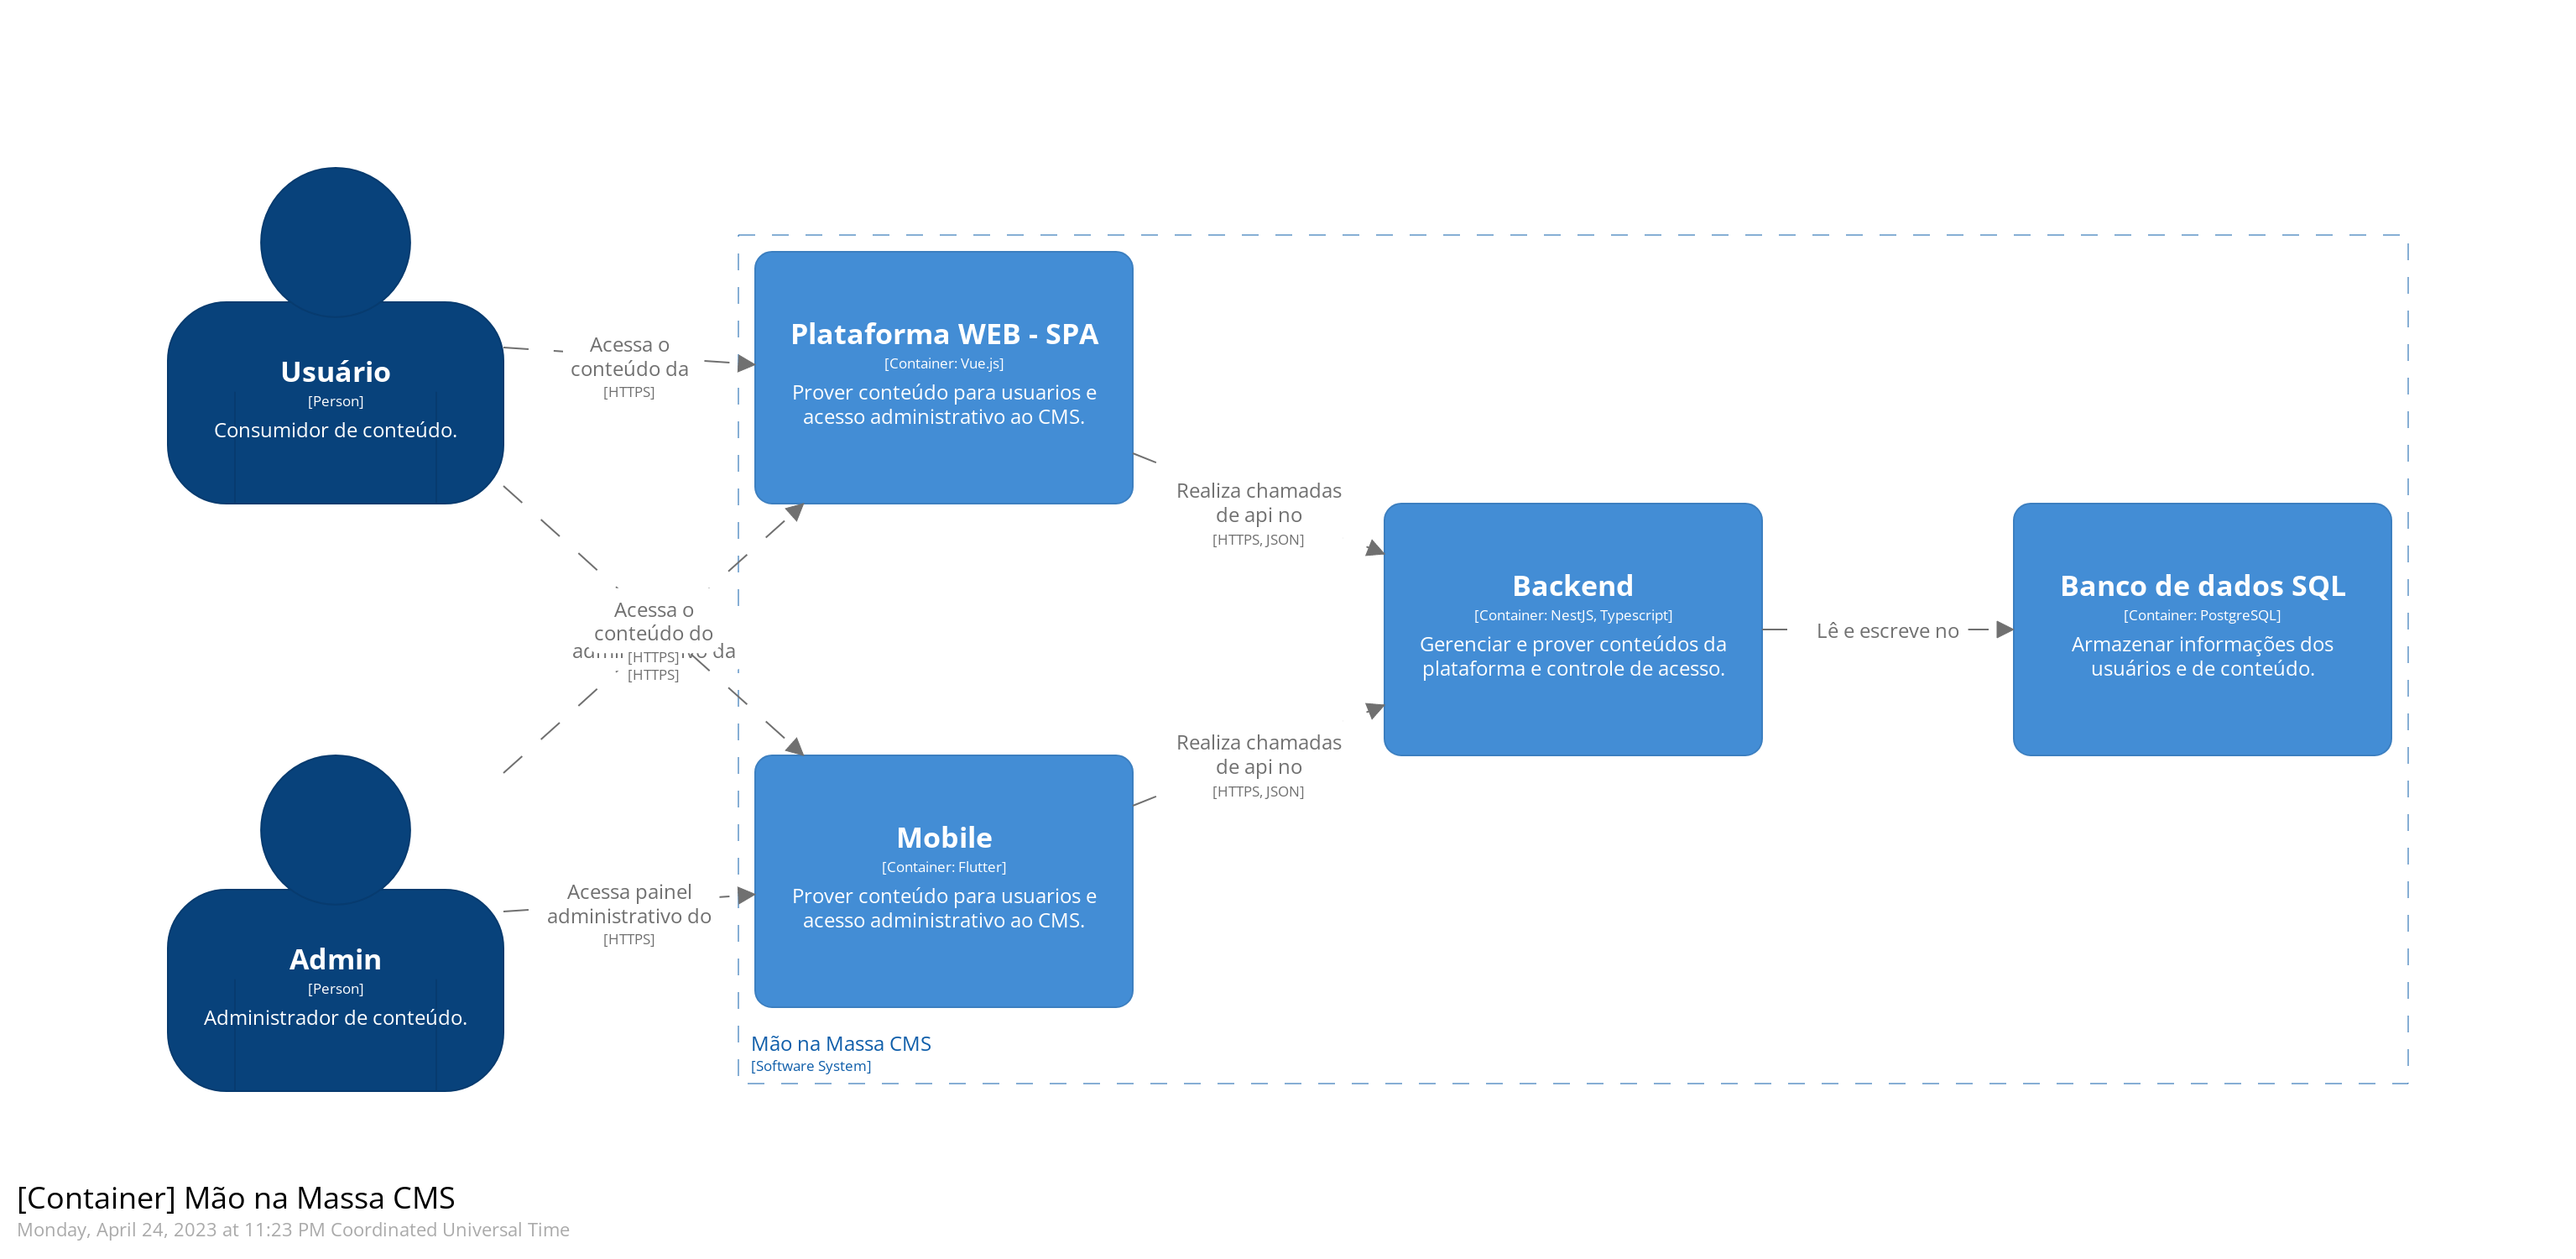 Usuário
[Person]
Consumidor de conteúdo.
Acessa o
conteúdo da
[HTTPS]
Plataforma WEB - SPA
[Container: Vue.js]
Prover conteúdo para usuarios e
acesso administrativo ao CMS.
Realiza chamadas
de api no
[HTTPS, JSON]
Acessa o
conteúdo do
[HTTPS]
da
[HTTPS]
Backend
[Container: NestJS, Typescript]
Gerenciar e prover conteúdos da
plataforma e controle de acesso.
Lê e escreve no
Banco de dados SQL
[Container: PostgreSQL]
Armazenar informações dos
usuários e de conteúdo.
Admin
[Person]
Administrador de conteúdo.
Acessa painel
administrativo do
[HTTPS]
Mobile
[Container: Flutter]
Prover conteúdo para usuarios e
acesso administrativo ao CMS.
Realiza chamadas
de api no
[HTTPS, JSON]
Mão na Massa CMS
[Software System]
[Container] Mão na Massa CMS
Monday, April 24, 2023 at 11:23 PM Coordinated Universal Time